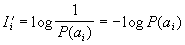 I'_i = log 1/P(a_i) = −log P(a_i)